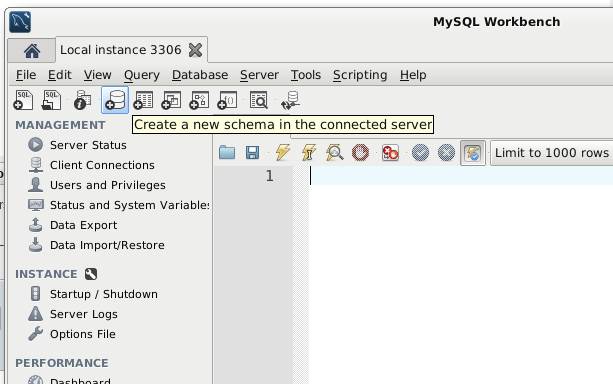 MySQL Workbench
Local instance 3306
File Edit View Query Database Server Tools Scripting Help
SQL SQL
Create a new schema in the connected server
MANAGEMENT
Server Status
Client Connections
Users and Privileges
Status and System Variables
Data Export
Data Import/Restore
INSTANCE
Startup / Shutdown
Server Logs
Options File
PERFORMANCE
Dashboard
Limit to 1000 rows
1